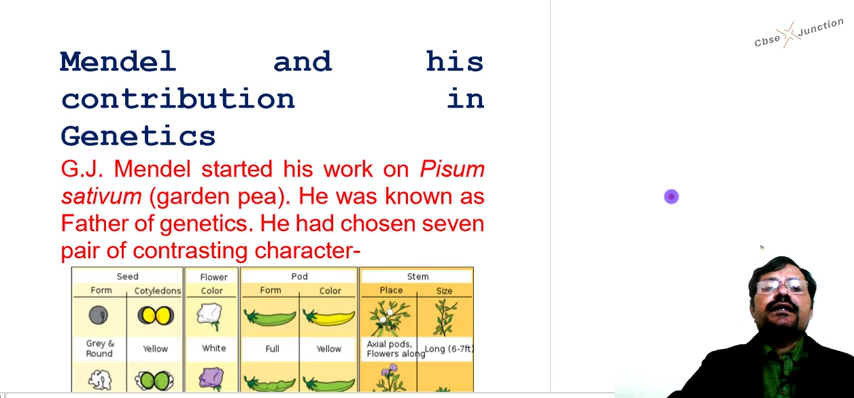 Cbse Junction
Mendel and his
contribution in
Genetics
G.J. Mendel started his work on Pisum
sativum (garden pea). He was known as
Father of genetics. He had chosen seven
pair of contrasting character-
Seed Flower Pod Stem
Form Cotyledons Color Form Color Place Size
Grey & Round Yellow White Full Yellow Axial pods, Flowers along Long (6-7ft)